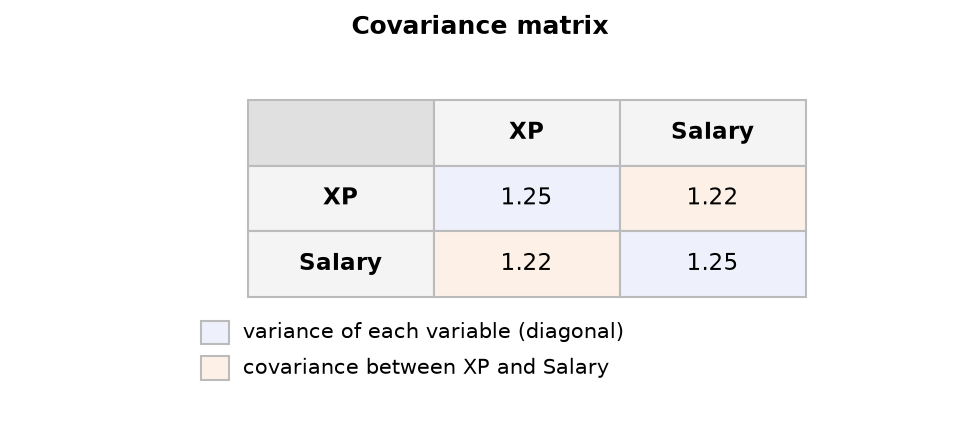 Covariance matrix
XP Salary
XP 1.25 1.22
Salary 1.22 1.25
variance of each variable (diagonal)
covariance between XP and Salary